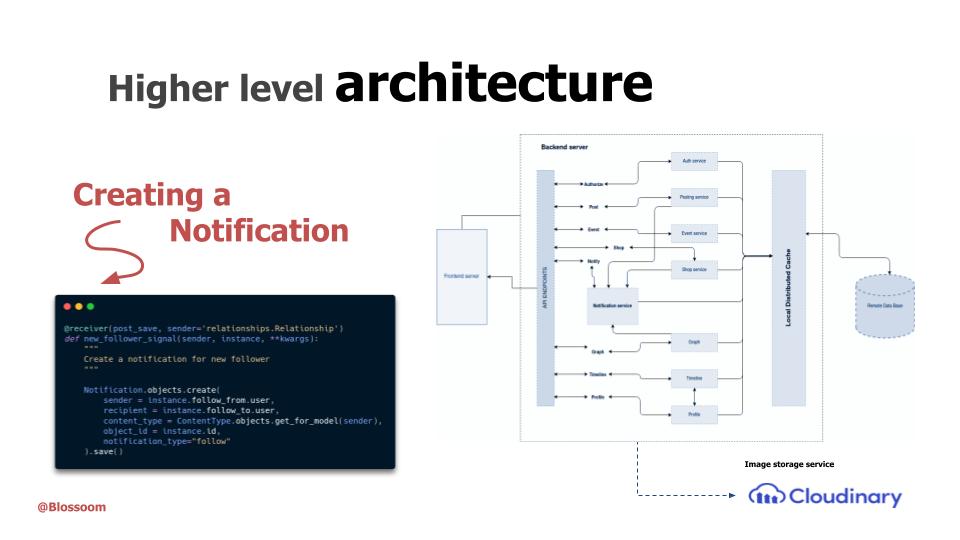 Higher level architecture
Creating a
Notification
@receiver(post_save, sender='relationships.Relationship')
def new_follower_signal(sender, instance, **kwargs):
"""
Create a notification for new follower
"""
Notification.objects.create(
sender = instance.follow_from.user,
recipient = instance.follow_to.user,
content_type = ContentType.objects.get_for_model(sender),
object_id = instance.id,
notification_type="follow"
).save()
@Blossoom
Backend server
Frontend server
API ENDPOINTS
Authorize
Post
Event
Shop
Notify
Graph
Timeline
Profile
Auth service
Posting service
Event service
Shop service
Notification service
Graph
Timeline
Profile
Local Distributed Cache
Remote Data Base
Image storage service
Cloudinary